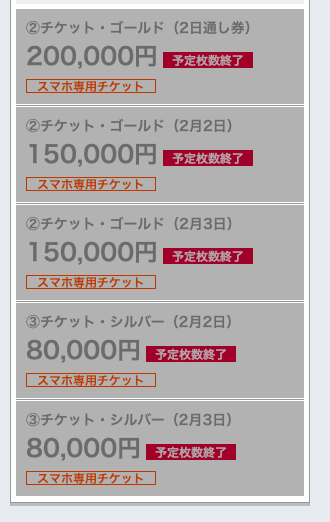 ②チケット・ゴールド（2日通し券）
200,000円 予定枚数終了
スマホ専用チケット
②チケット・ゴールド（2月2日）
150,000円 予定枚数終了
スマホ専用チケット
②チケット・ゴールド（2月3日）
150,000円 予定枚数終了
スマホ専用チケット
③チケット・シルバー（2月2日）
80,000円 予定枚数終了
スマホ専用チケット
③チケット・シルバー（2月3日）
80,000円 予定枚数終了
スマホ専用チケット